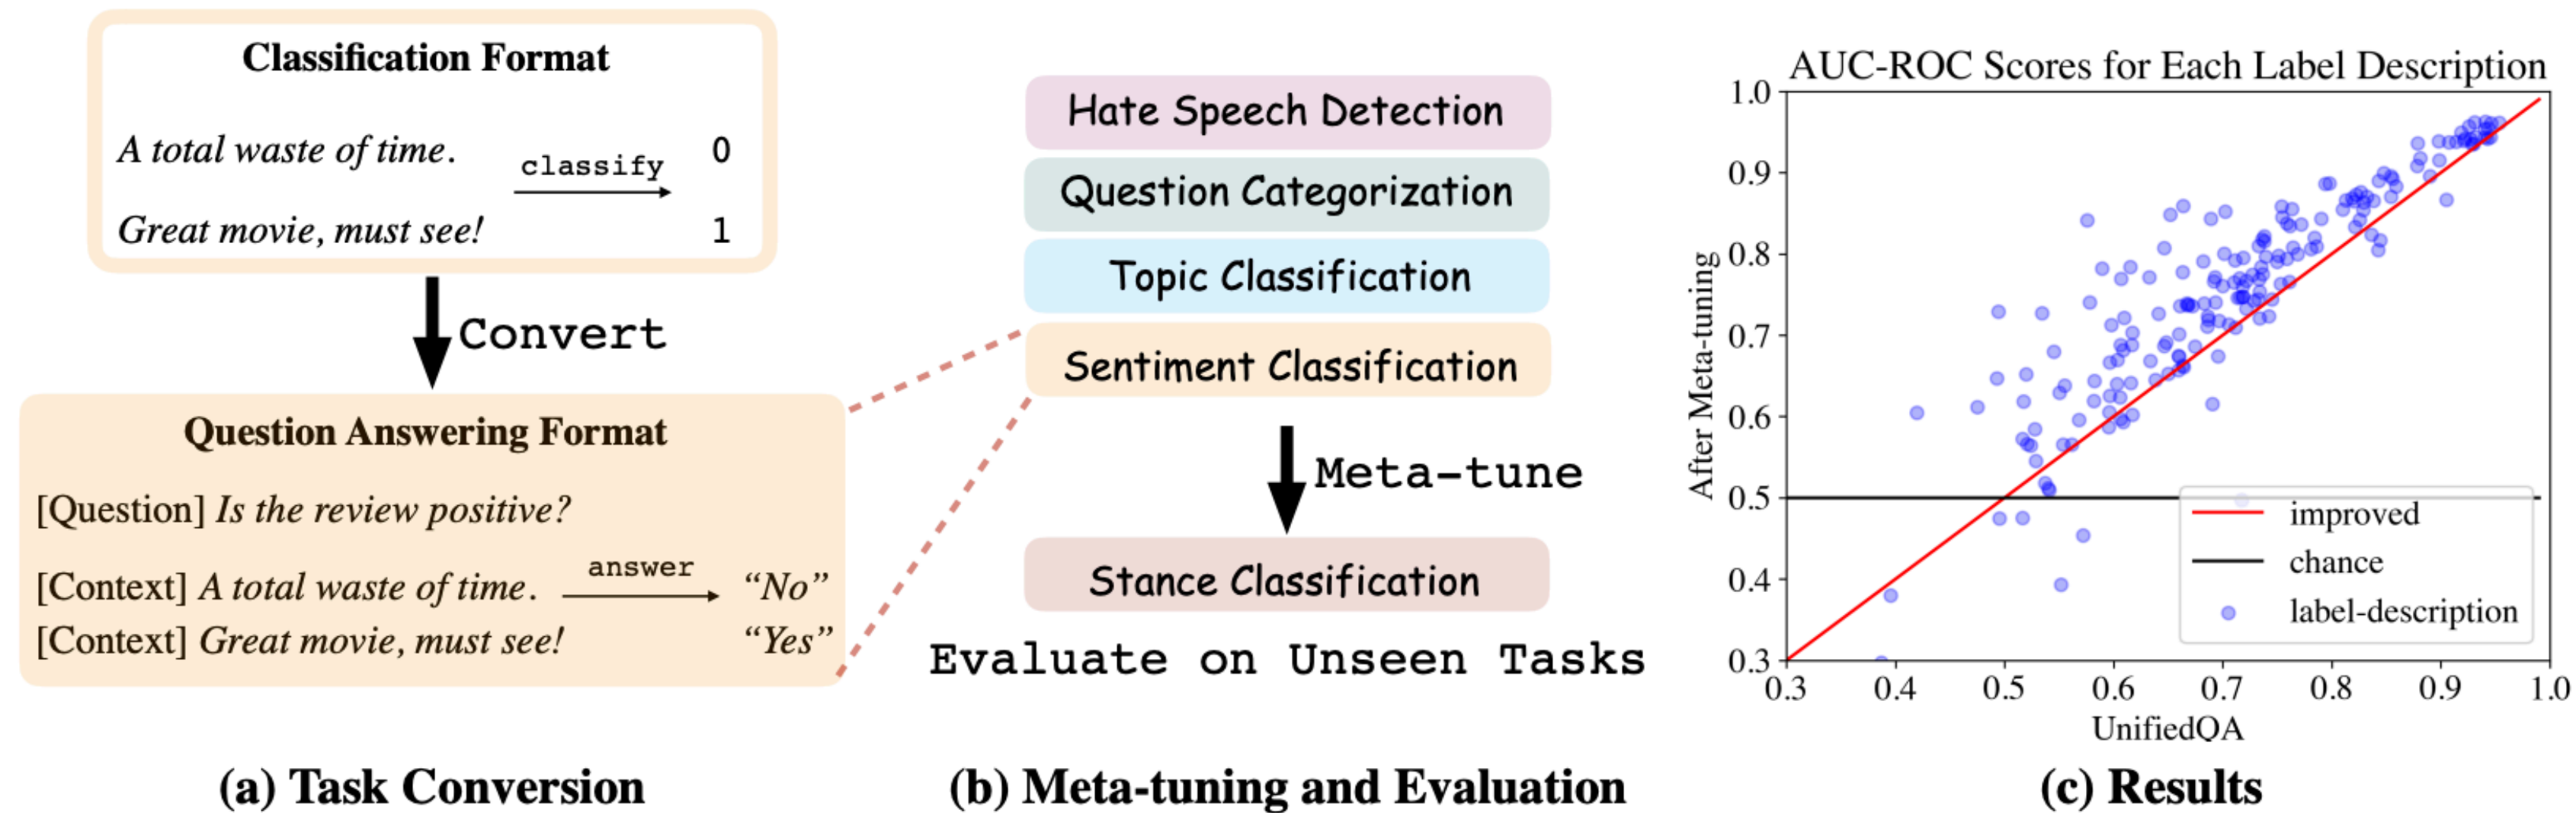 Classification Format
A total waste of time.
classify
0
Great movie, must see!
1
Convert
Question Answering Format
[Question] Is the review positive?
[Context] A total waste of time.
answer
“No”
[Context] Great movie, must see!
“Yes”
(a) Task Conversion
Hate Speech Detection
Question Categorization
Topic Classification
Sentiment Classification
Meta-tune
Stance Classification
Evaluate on Unseen Tasks
(b) Meta-tuning and Evaluation
AUC-ROC Scores for Each Label Description
After Meta-tuning
1.0
0.9
0.8
0.7
0.6
0.5
0.4
0.3
improved
chance
label-description
0.3 0.4 0.5 0.6 0.7 0.8 0.9 1.0
UnifiedQA
(c) Results